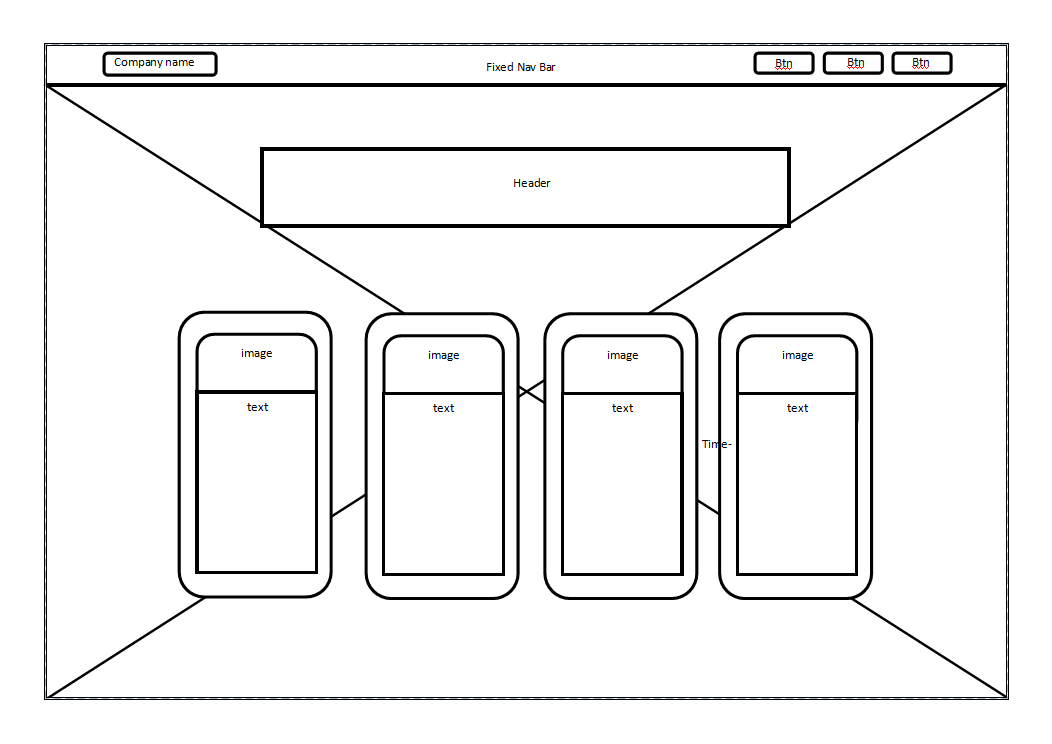 Company name
Fixed Nav Bar
Btn
Btn
Btn
Header
image
image
image
image
text
text
text
text
Time-